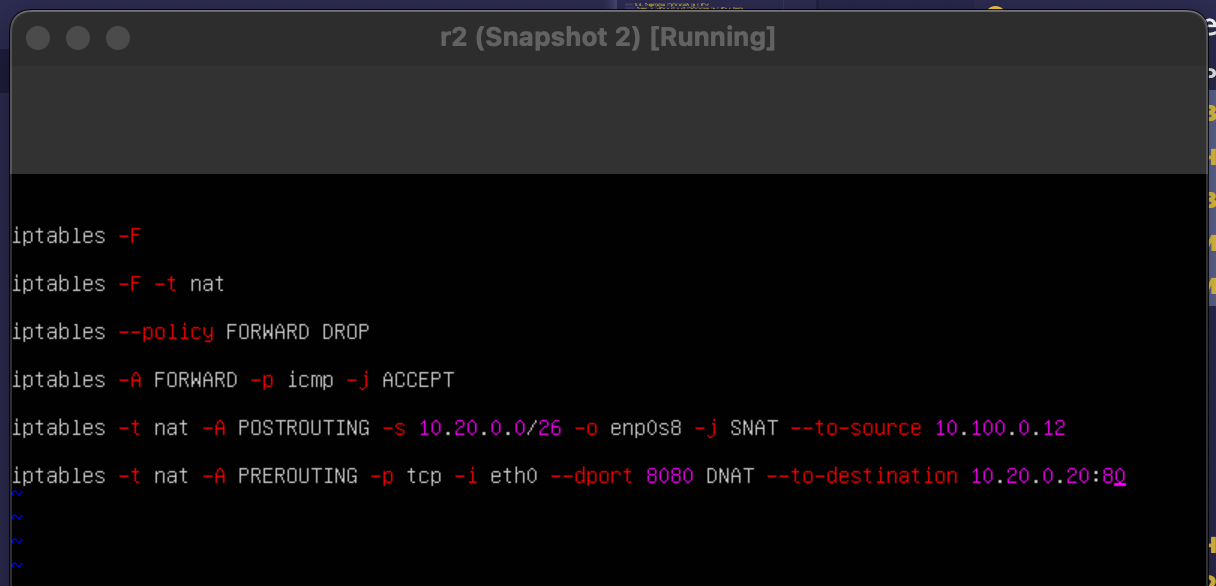 r2 (Snapshot 2) [Running]
iptables -F
iptables -F -t nat
iptables --policy FORWARD DROP
iptables -A FORWARD -p icmp -j ACCEPT
iptables -t nat -A POSTROUTING -s 10.20.0.0/26 -o enp0s8 -j SNAT --to-source 10.100.0.12
iptables -t nat -A PREROUTING -p tcp -i eth0 --dport 8080 DNAT --to-destination 10.20.0.20:80
~
~
~
~